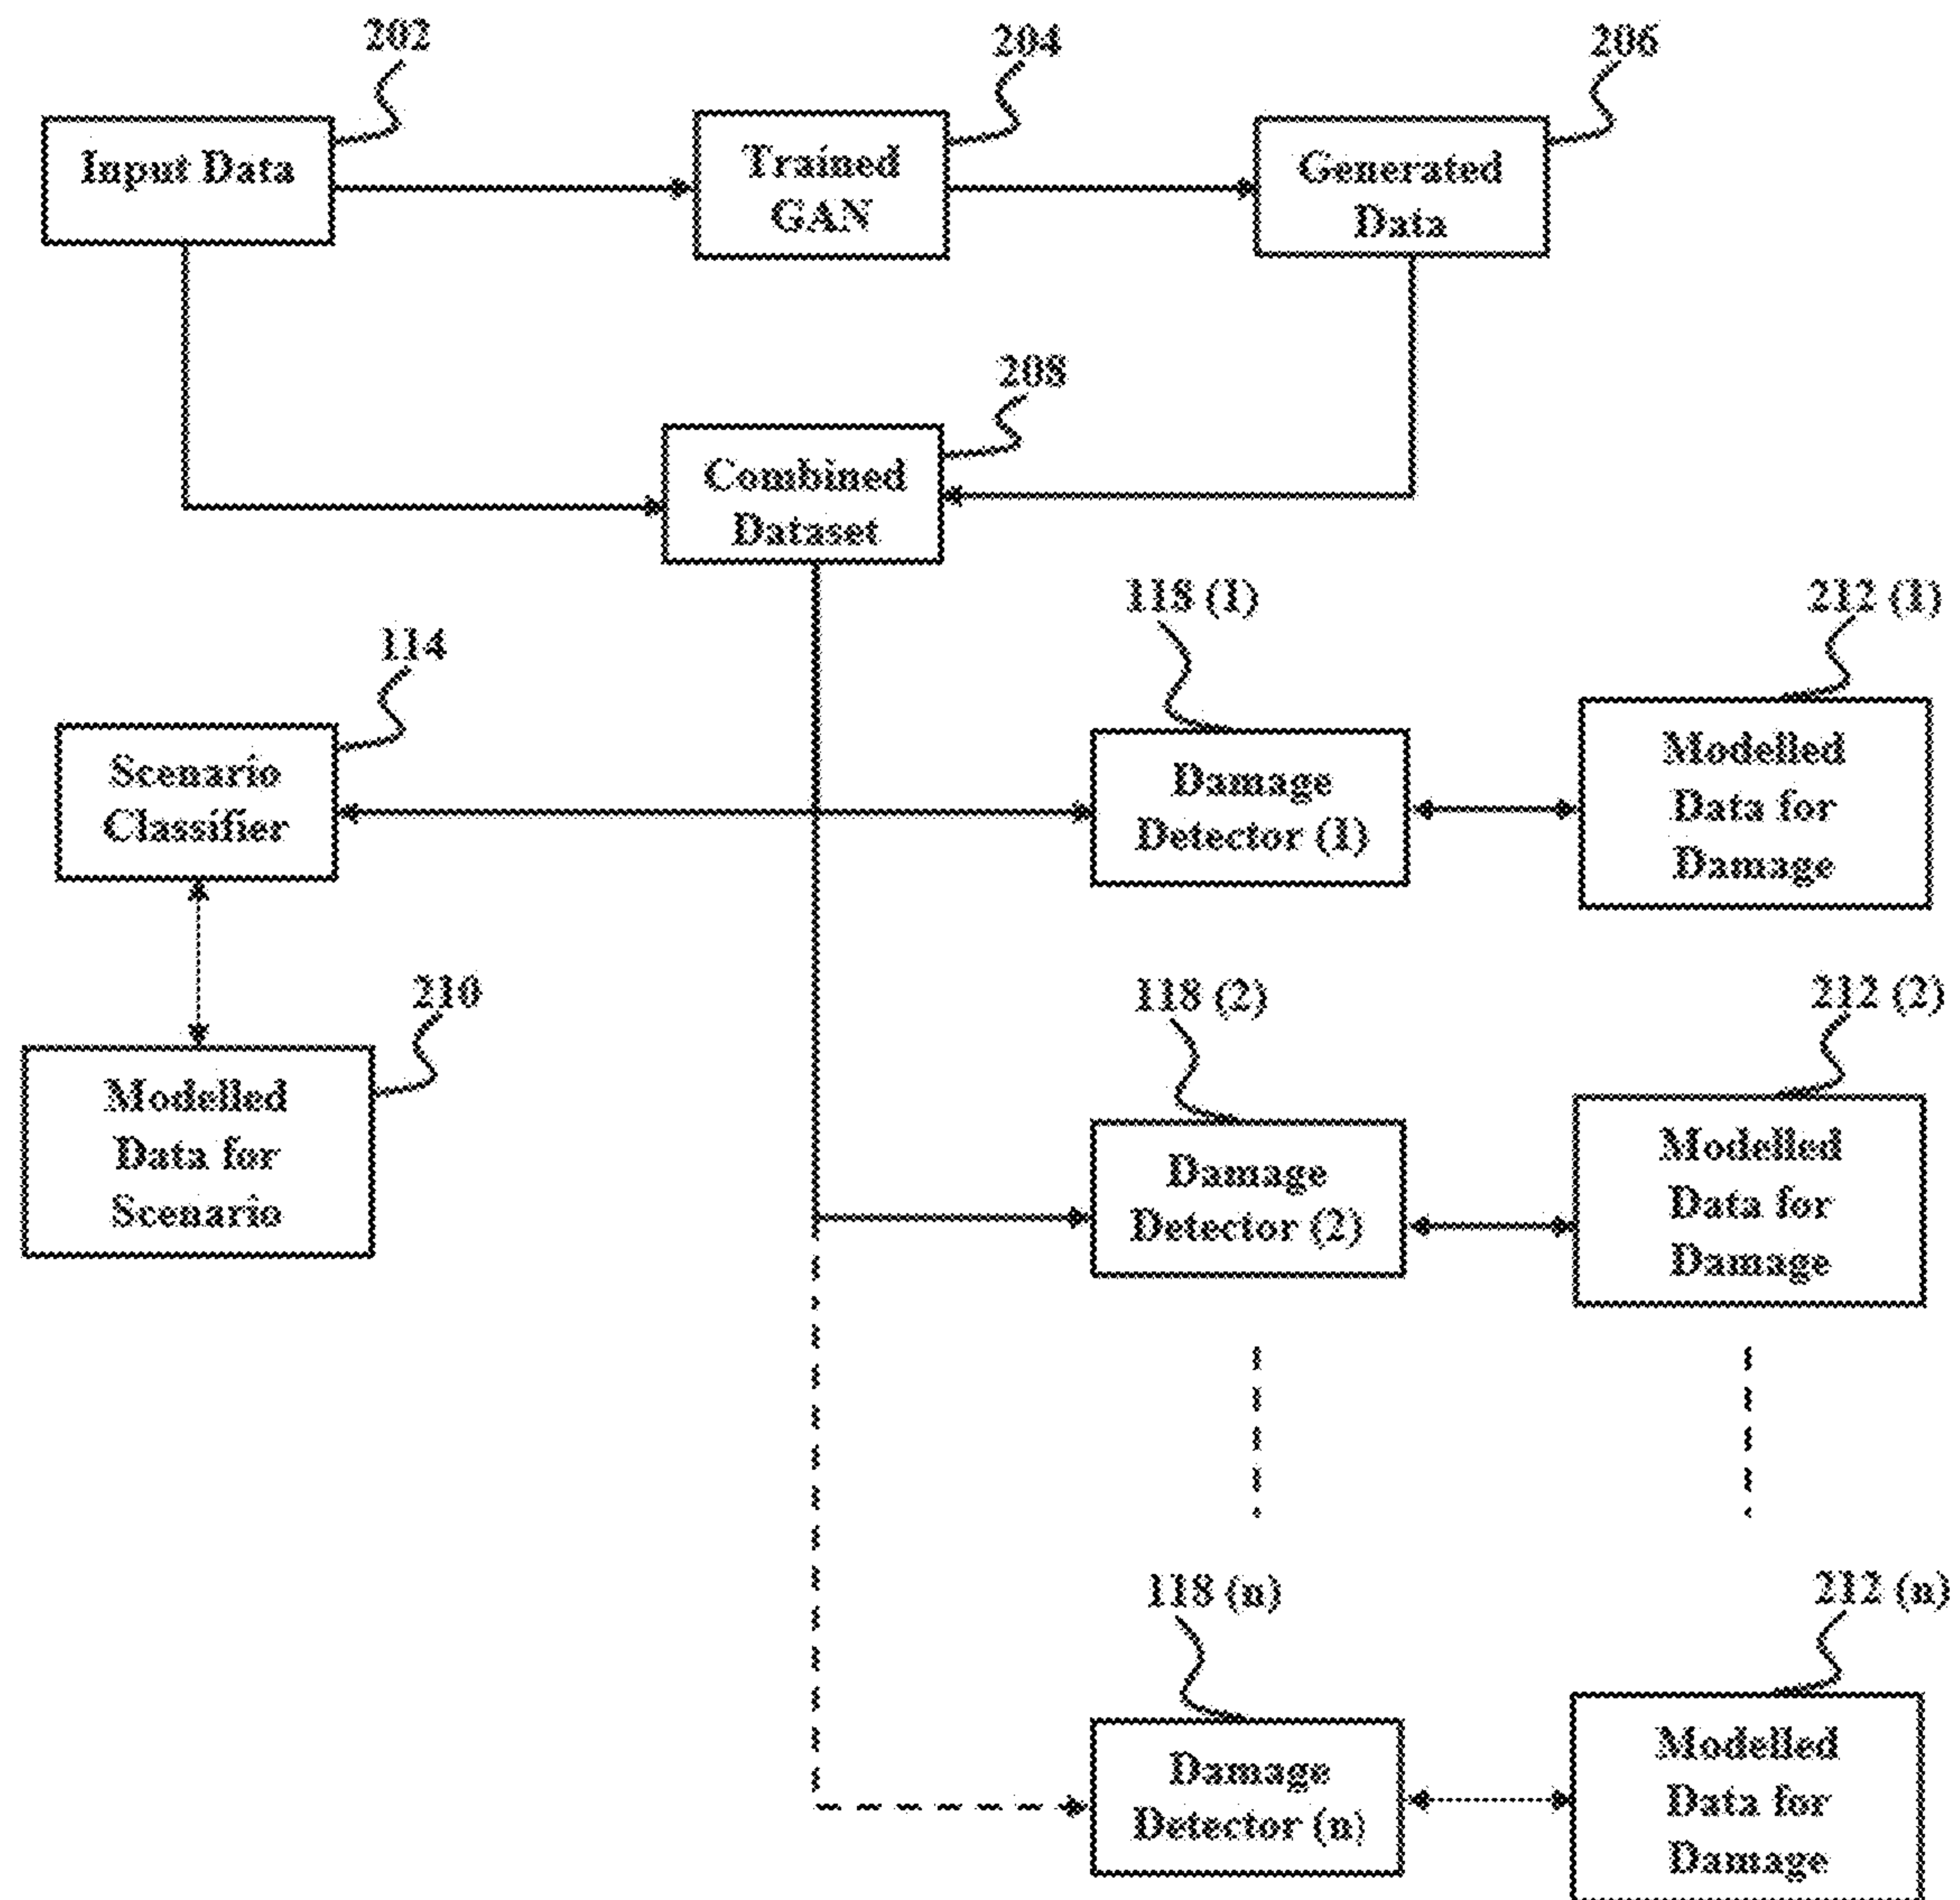 202
204
206
Input Data
Trained
GAN
Generated
Data
208
Combined
Dataset
118 (1)
212 (1)
114
Scenario
Classifier
Damage
Detector (1)
Modelled
Data for
Damage
210
118 (2)
212 (2)
Modelled
Data for
Scenario
Damage
Detector (2)
Modelled
Data for
Damage
118 (n)
212 (n)
Damage
Detector (n)
Modelled
Data for
Damage